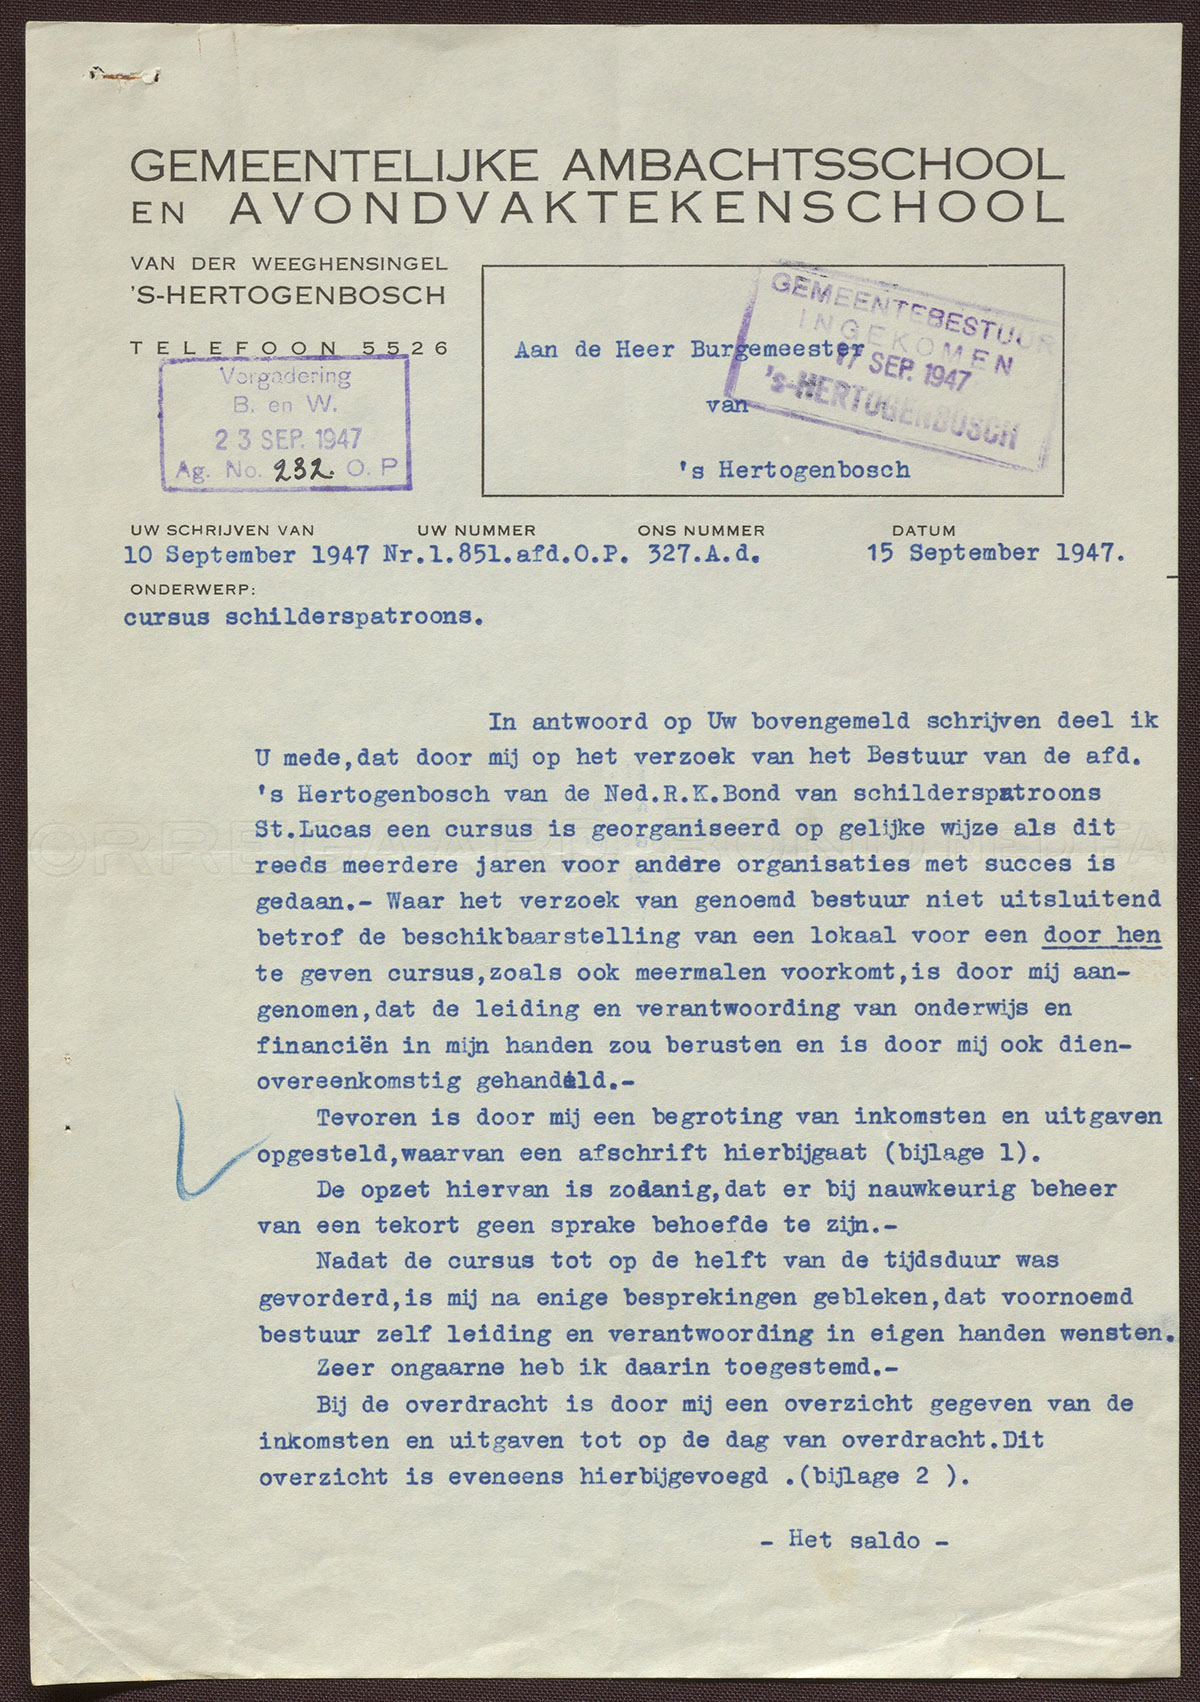 GEMEENTELIJKE AMBACHTSSCHOOL
EN AVONDVAKTEKENSCHOOL
VAN DER WEEGHENSINGEL
'S-HERTOGENBOSCH
TELEFOON 5526
Vergadering
B. en W.
23 SEP. 1947
Ag. No. 232. O. P
GEMEENTEBESTUUR
INGEKOMEN
17 SEP. 1947
's-HERTOGENBOSCH
Aan de Heer Burgemeester
van
's Hertogenbosch
UW SCHRIJVEN VAN UW NUMMER ONS NUMMER DATUM
10 September 1947 Nr.1.851.afd.O.P. 327.A.d. 15 September 1947.
ONDERWERP:
cursus schilderspatroons.
In antwoord op Uw bovengemeld schrijven deel ik
U mede,dat door mij op het verzoek van het Bestuur van de afd.
's Hertogenbosch van de Ned.R.K.Bond van schilderspatroons
St.Lucas een cursus is georganiseerd op gelijke wijze als dit
reeds meerdere jaren voor andere organisaties met succes is
gedaan.- Waar het verzoek van genoemd bestuur niet uitsluitend
betrof de beschikbaarstelling van een lokaal voor een door hen
te geven cursus,zoals ook meermalen voorkomt,is door mij aan-
genomen,dat de leiding en verantwoording van onderwijs en
financiën in mijn handen zou berusten en is door mij ook dien-
overeenkomstig gehandeld.-
Tevoren is door mij een begroting van inkomsten en uitgaven
opgesteld,waarvan een afschrift hierbijgaat (bijlage 1).
De opzet hiervan is zodanig,dat er bij nauwkeurig beheer
van een tekort geen sprake behoefde te zijn.-
Nadat de cursus tot op de helft van de tijdsduur was
gevorderd,is mij na enige besprekingen gebleken,dat voornoemd
bestuur zelf leiding en verantwoording in eigen handen wensten.
Zeer ongaarne heb ik daarin toegestemd.-
Bij de overdracht is door mij een overzicht gegeven van de
inkomsten en uitgaven tot op de dag van overdracht.Dit
overzicht is eveneens hierbijgevoegd .(bijlage 2 ).
- Het saldo -